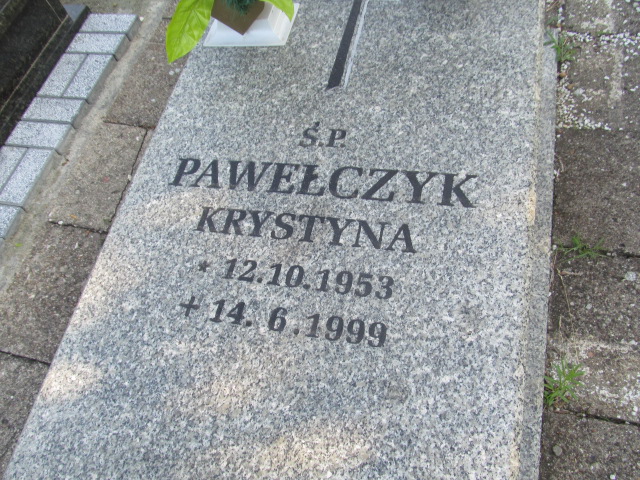 Ś.P.
PAWEŁCZYK
KRYSTYNA
* 12.10.1953
+ 14. 6.1999